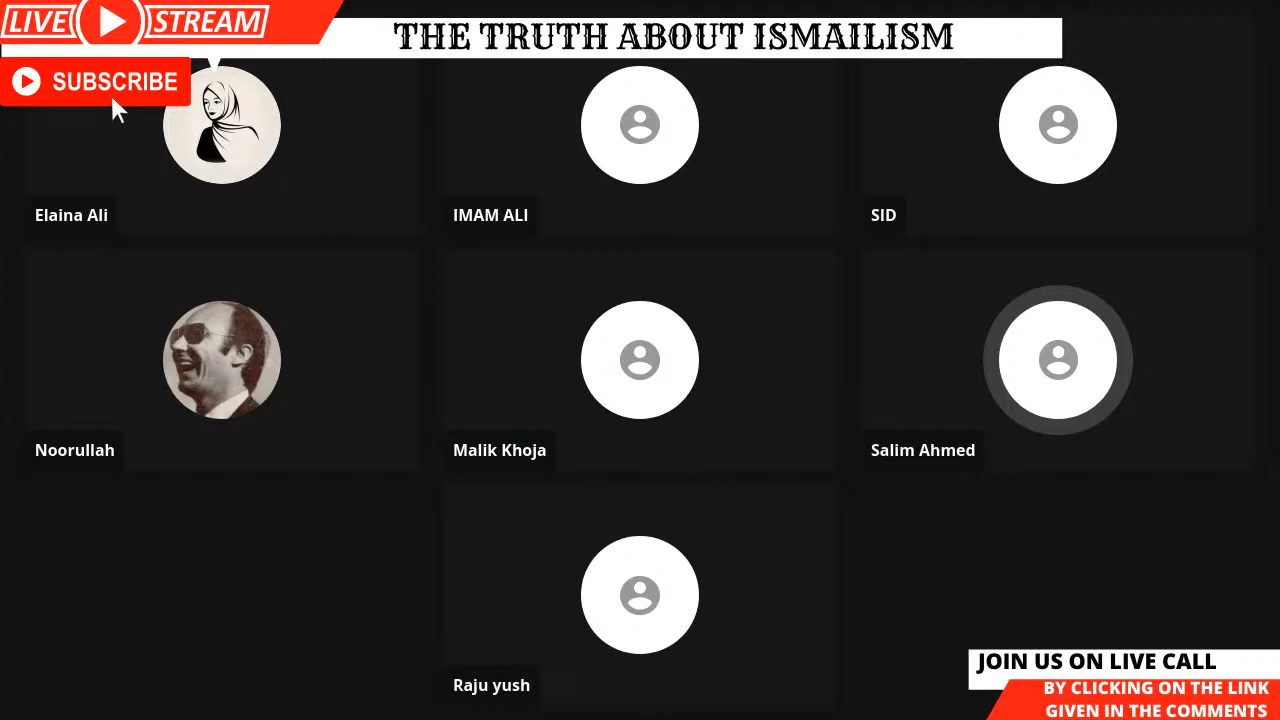 LIVE STREAM
THE TRUTH ABOUT ISMAILISM
SUBSCRIBE
Elaina Ali
IMAM ALI
SID
Noorullah
Malik Khoja
Salim Ahmed
Raju yush
JOIN US ON LIVE CALL
BY CLICKING ON THE LINK
GIVEN IN THE COMMENTS